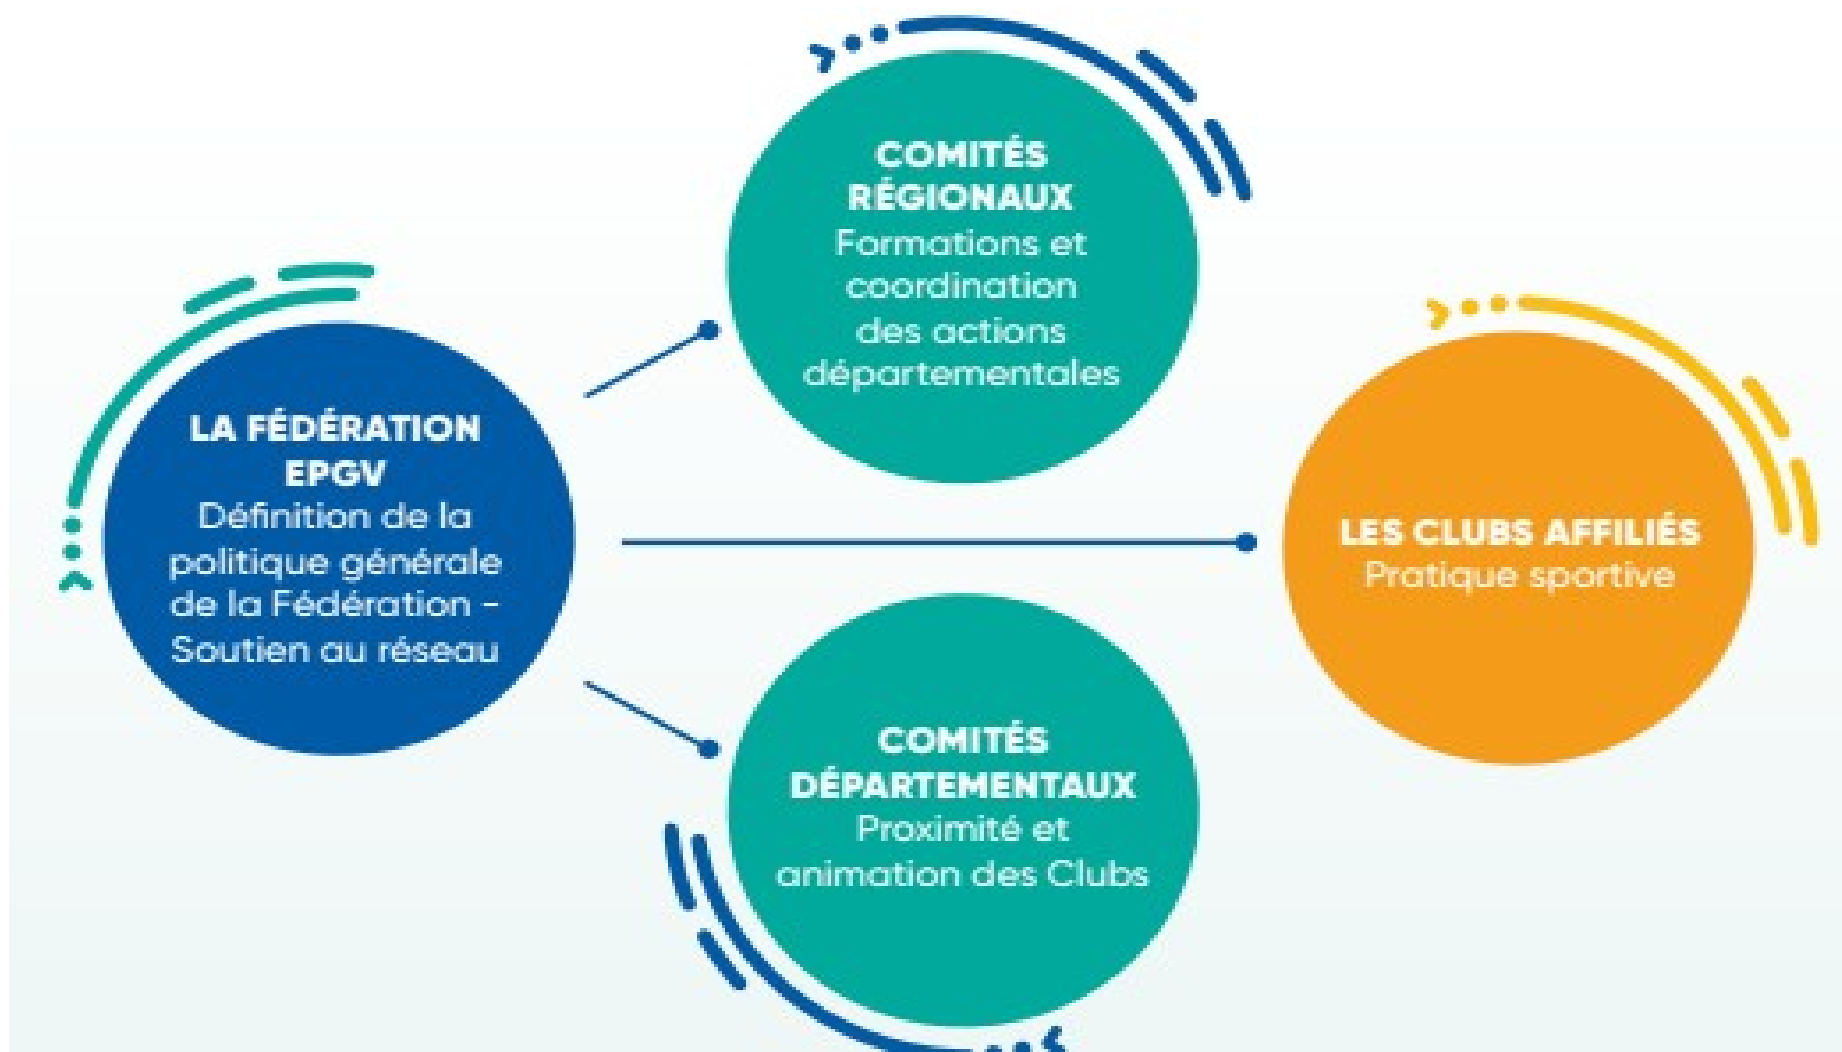 LA FÉDÉRATION
EPGV
Définition de la
politique générale
de la Fédération -
Soutien au réseau
COMITÉS
RÉGIONAUX
Formations et
coordination
des actions
départementales
COMITÉS
DÉPARTEMENTAUX
Proximité et
animation des Clubs
LES CLUBS AFFILIÉS
Pratique sportive